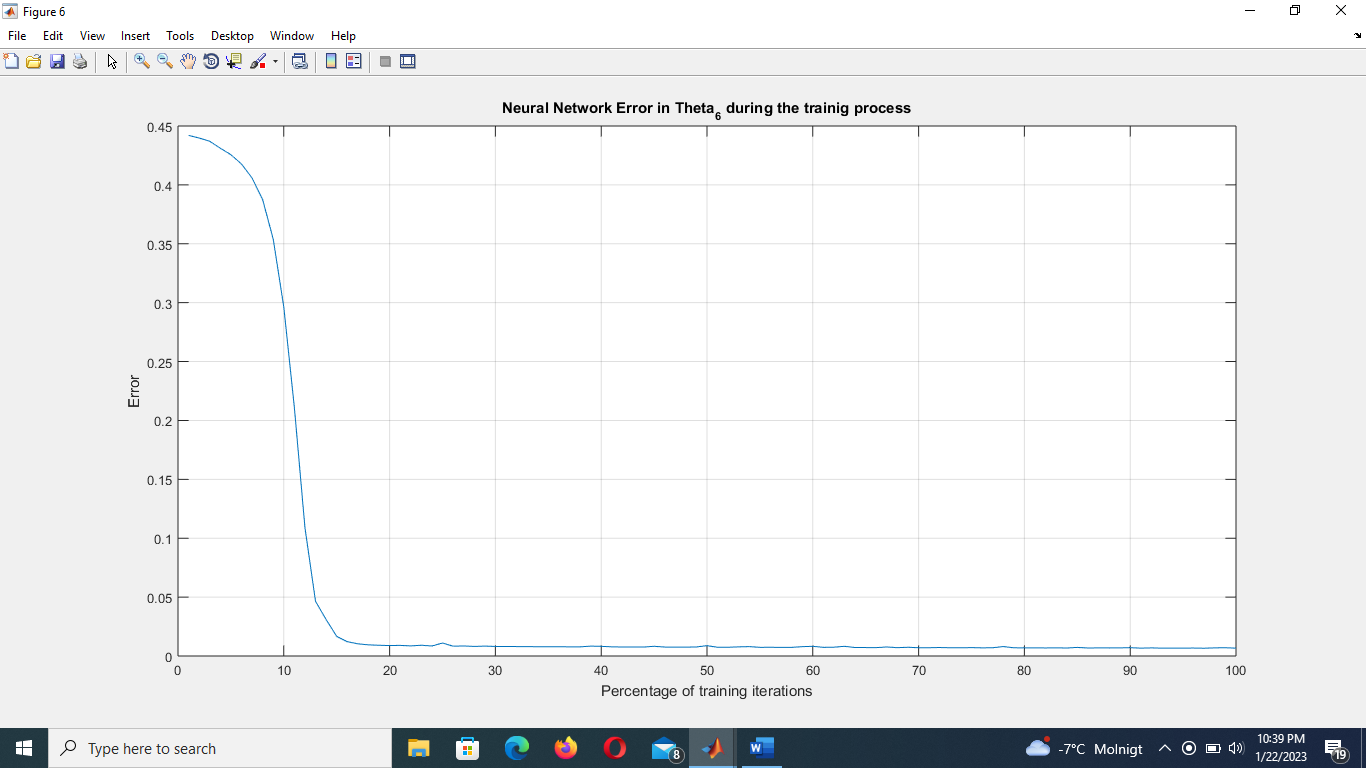 Figure 6
File Edit View Insert Tools Desktop Window Help
Neural Network Error in Theta6 during the trainig process
0.45
0.4
0.35
0.3
0.25
0.2
0.15
0.1
0.05
0
Error
0 10 20 30 40 50 60 70 80 90 100
Percentage of training iterations
Type here to search
8
-7°C Molnigt
10:39 PM
1/22/2023
19